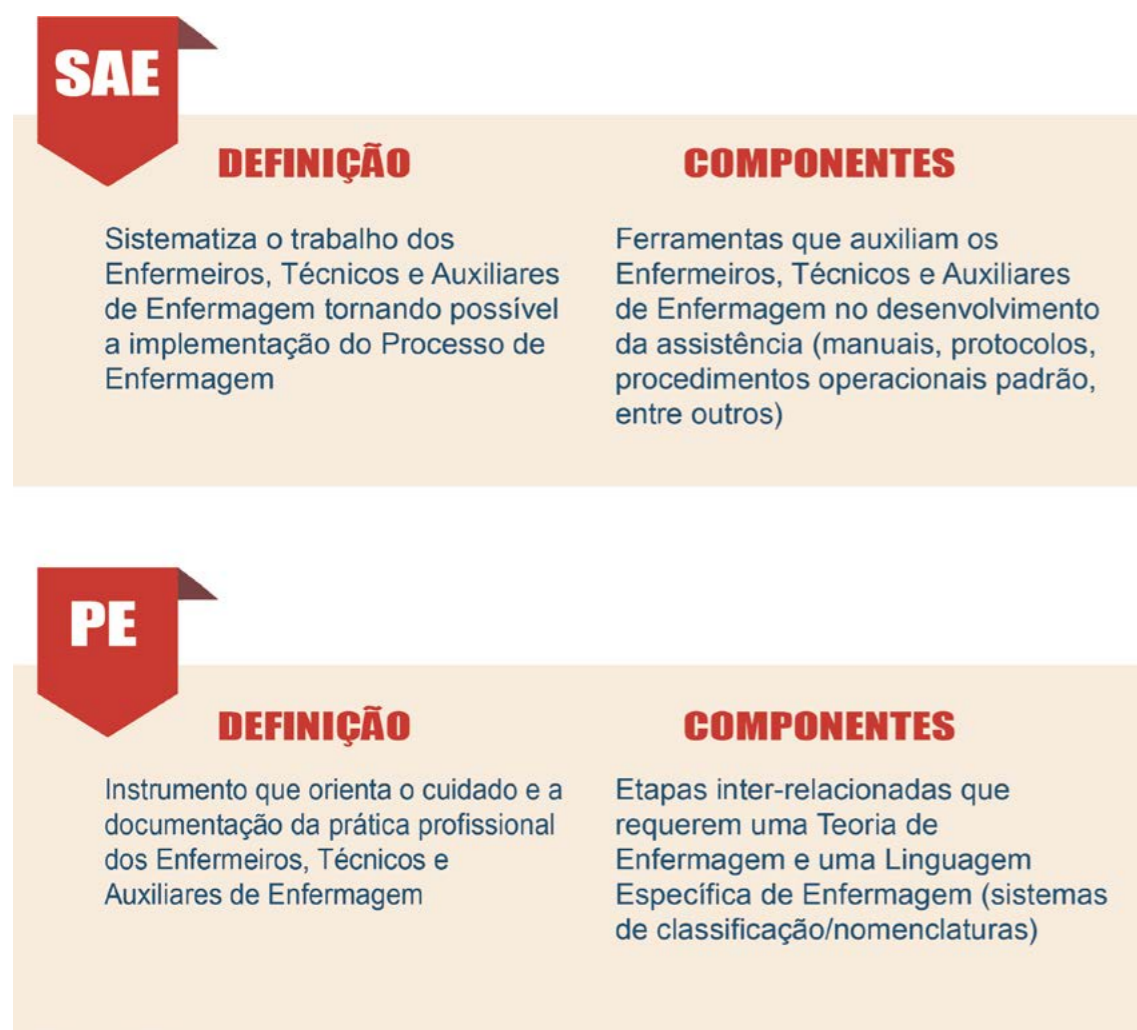 SAE
DEFINIÇÃO
Sistematiza o trabalho dos
Enfermeiros, Técnicos e Auxiliares
de Enfermagem tornando possível
a implementação do Processo de
Enfermagem
COMPONENTES
Ferramentas que auxiliam os
Enfermeiros, Técnicos e Auxiliares
de Enfermagem no desenvolvimento
da assistência (manuais, protocolos,
procedimentos operacionais padrão,
entre outros)
PE
DEFINIÇÃO
Instrumento que orienta o cuidado e a
documentação da prática profissional
dos Enfermeiros, Técnicos e
Auxiliares de Enfermagem
COMPONENTES
Etapas inter-relacionadas que
requerem uma Teoria de
Enfermagem e uma Linguagem
Específica de Enfermagem (sistemas
de classificação/nomenclaturas)